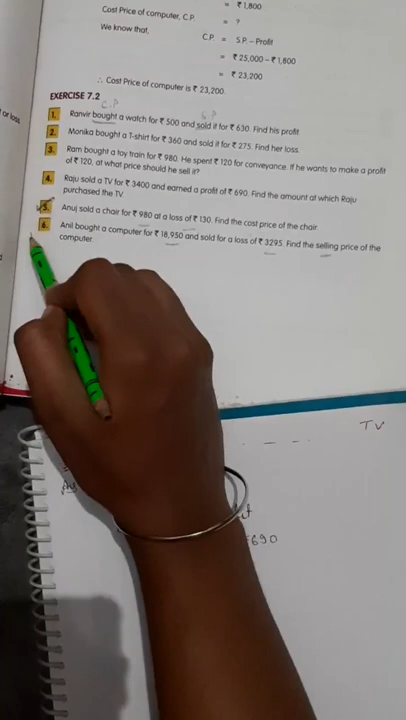 = ₹ 1,800
Cost Price of computer, C.P. = ?
We know that,
C.P. = S.P. – Profit
= ₹ 25,000 – ₹ 1,800
= ₹ 23,200
∴ Cost Price of computer is ₹ 23,200.
EXERCISE 7.2
C.P
S.P
1. Ranvir bought a watch for ₹ 500 and sold it for ₹ 630. Find his profit
2. Monika bought a T-shirt for ₹ 360 and sold it for ₹ 275. Find her loss.
3. Ram bought a toy train for ₹ 980. He spent ₹ 120 for conveyance. If he wants to make a profit
of ₹ 120, at what price should he sell it?
4. Raju sold a TV for ₹ 3400 and earned a profit of ₹ 690. Find the amount at which Raju
purchased the TV
5. Anuj sold a chair for ₹ 980 at a loss of ₹ 130. Find the cost price of the chair.
6. Anil bought a computer for ₹ 18,950 and sold for a loss of ₹ 3295. Find the selling price of the
computer.
or loss
TV
Ans
690